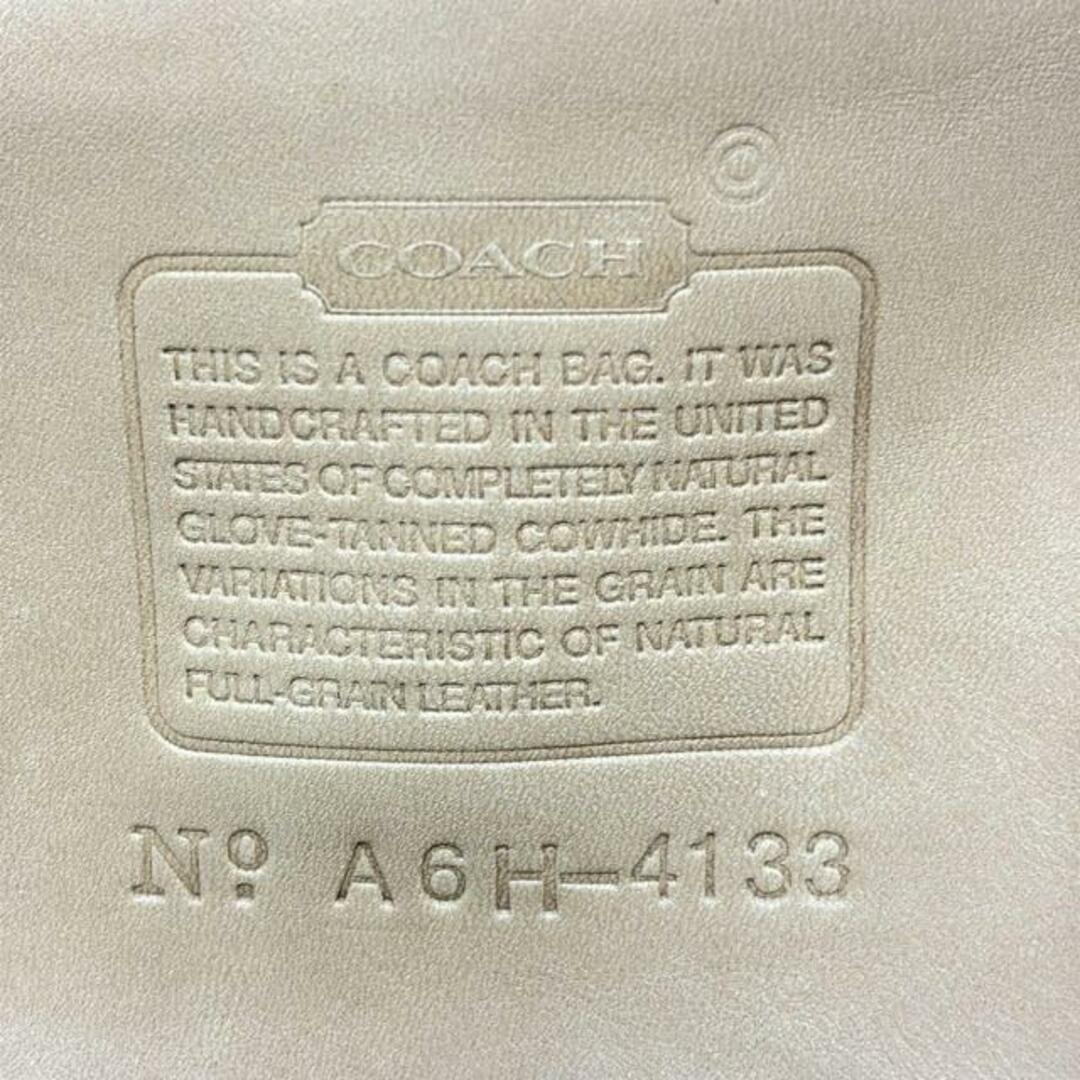 COACH
THIS IS A COACH BAG. IT WAS
HANDCRAFTED IN THE UNITED
STATES OF COMPLETELY NATURAL
GLOVE-TANNED COWHIDE. THE
VARIATIONS IN THE GRAIN ARE
CHARACTERISTIC OF NATURAL
FULL-GRAIN LEATHER.
Nº A6H-4133